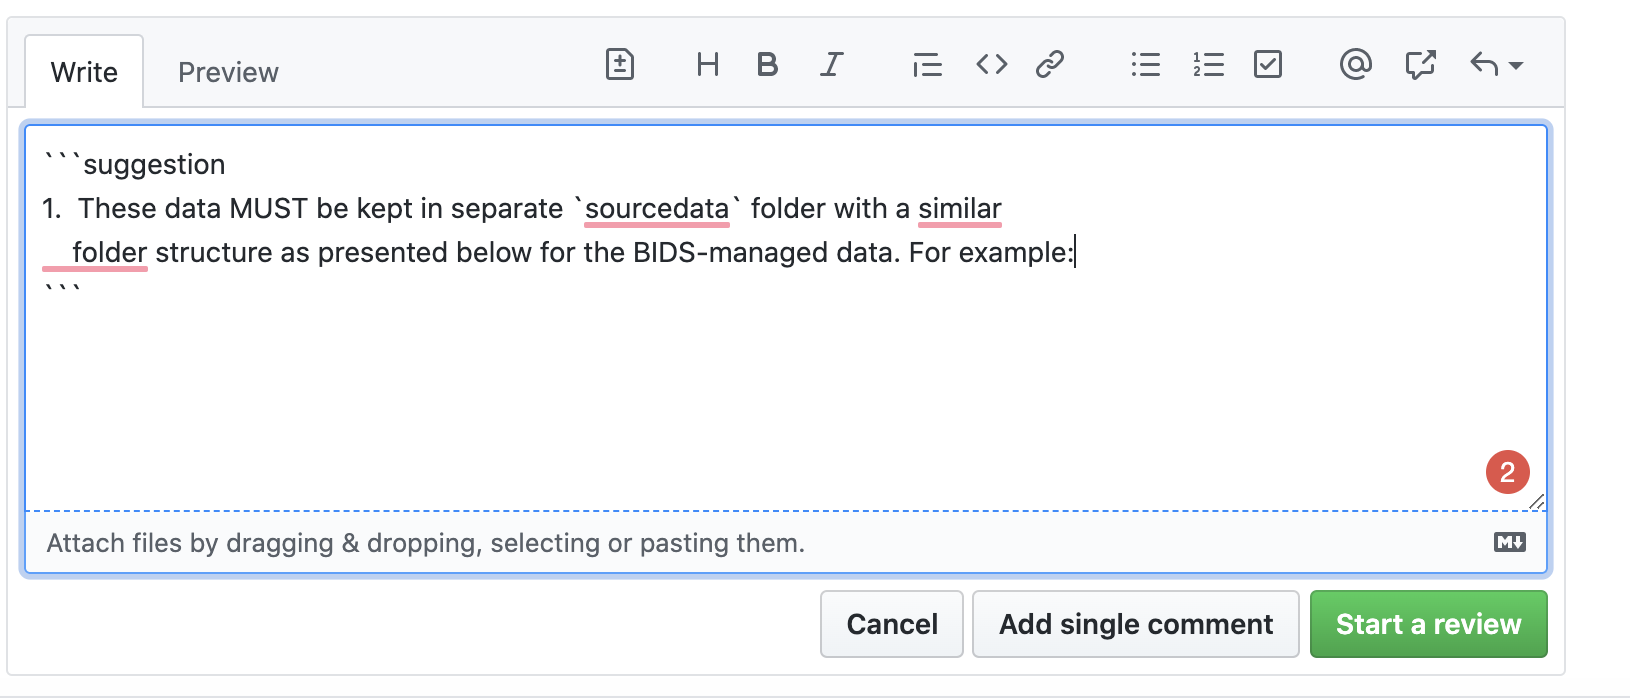 Write Preview H B I @
```suggestion
1.  These data MUST be kept in separate `sourcedata` folder with a similar
    folder structure as presented below for the BIDS-managed data. For example:
```
2
Attach files by dragging & dropping, selecting or pasting them. M
Cancel Add single comment Start a review